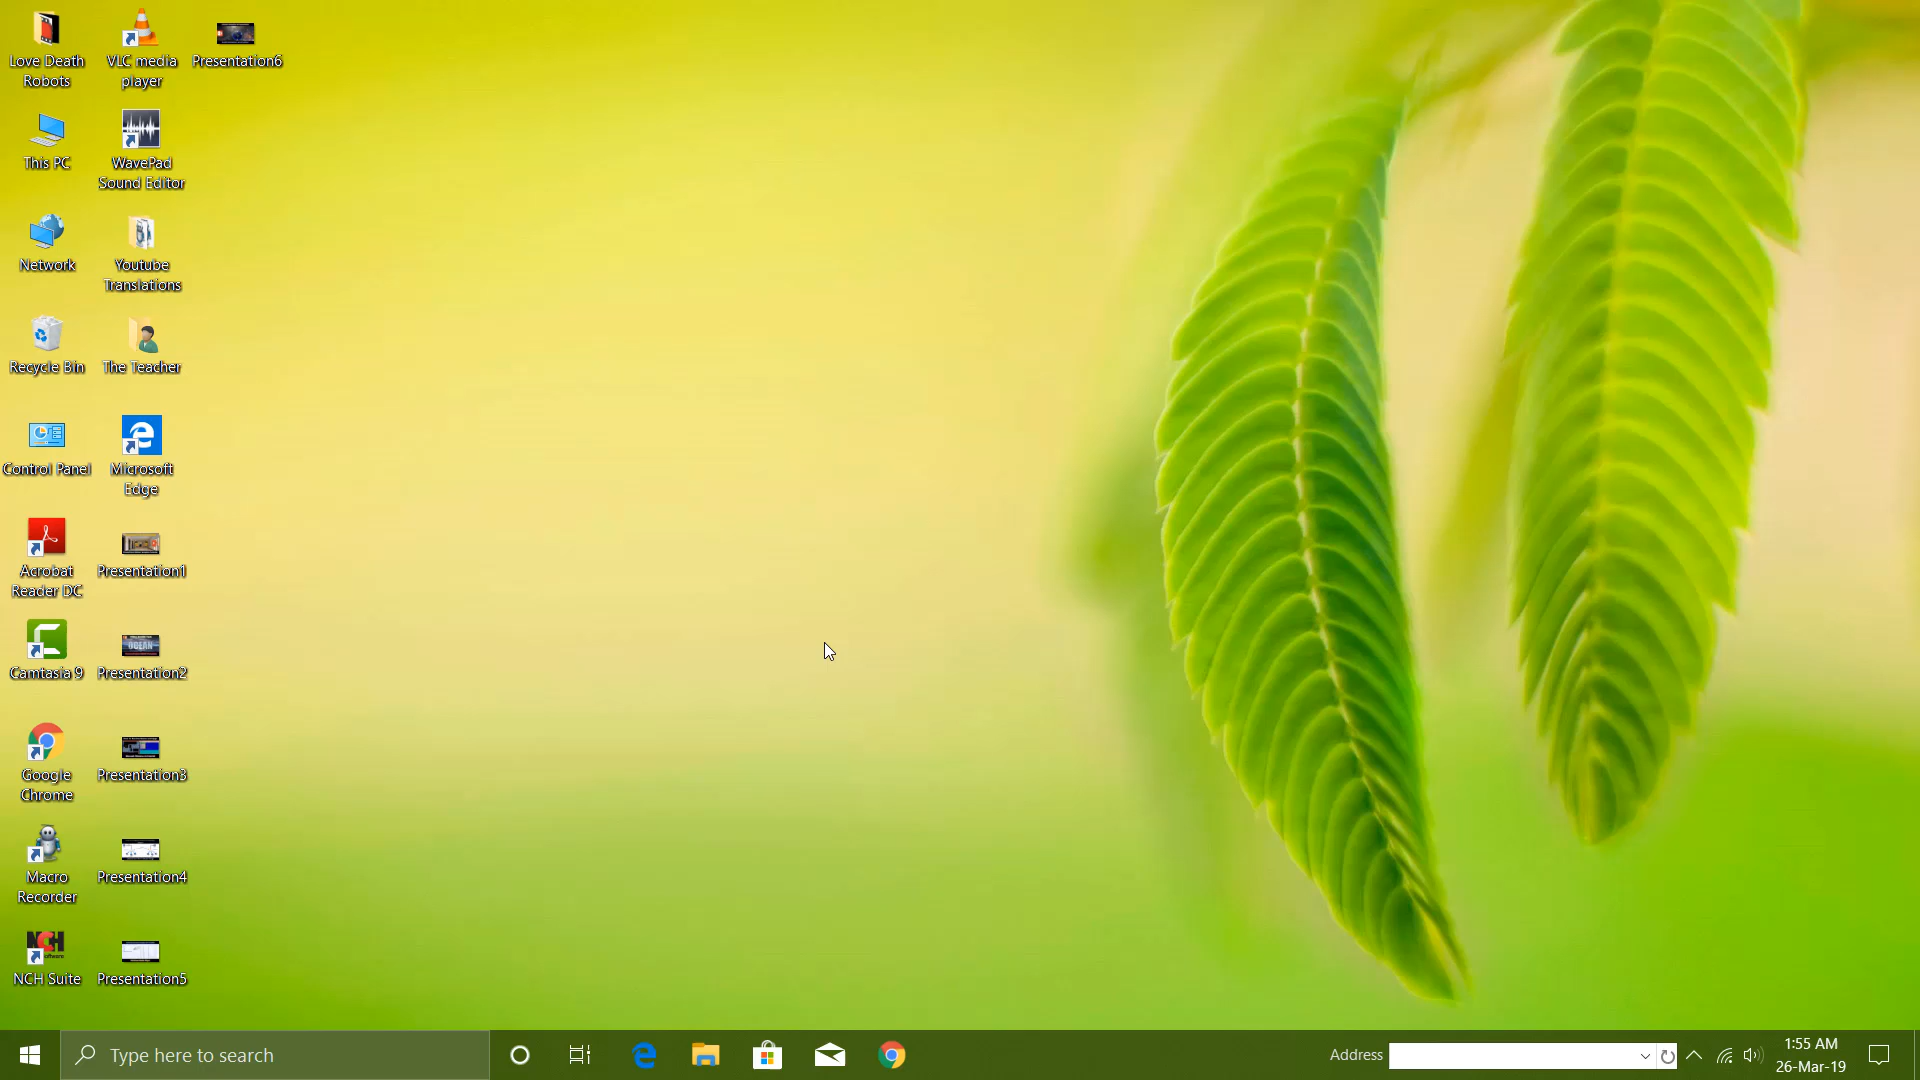 Love Death
Robots
VLC media
player
Presentation6
This PC
WavePad
Sound Editor
Network
Youtube
Translations
Recycle Bin
The Teacher
Control Panel
Microsoft
Edge
Acrobat
Reader DC
Presentation1
Camtasia 9
OCEAN
Presentation2
Google
Chrome
Presentation3
Macro
Recorder
Presentation4
NCH
NCH Suite
Presentation5
Type here to search
Address
1:55 AM
26-Mar-19